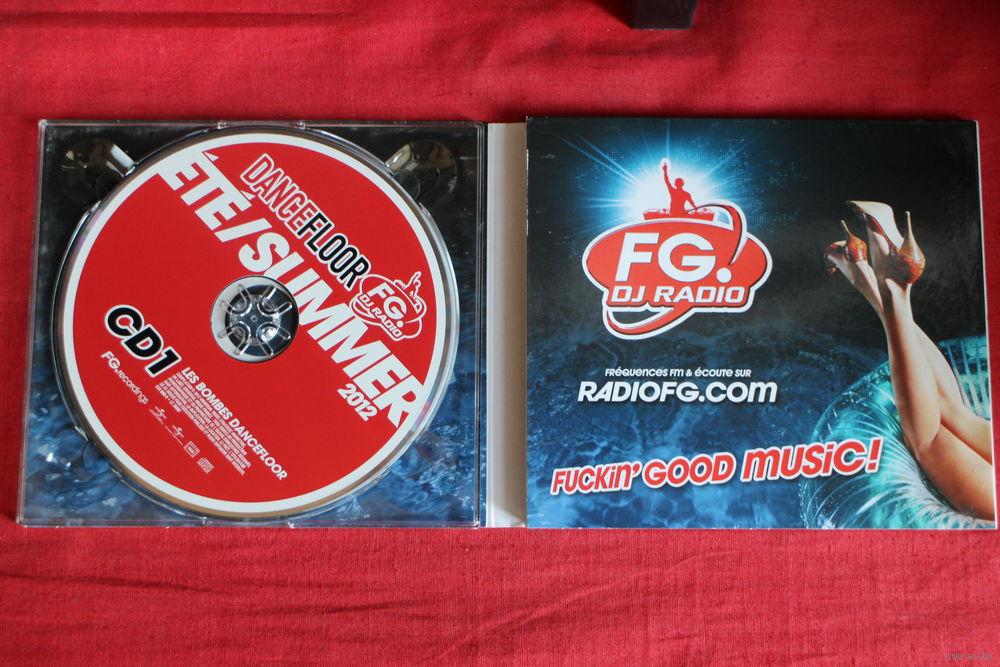 DANCEFLOOR
ÉTÉ/SUMMER
2012
FG.
DJ RADIO
CD1
FG.recordings
LES BOMBES DANCEFLOOR
FG.
DJ RADIO
FRÉQUENCES FM & ÉCOUTE SUR
RADIOFG.COM
FUCKiN' GOOD MUSiC!